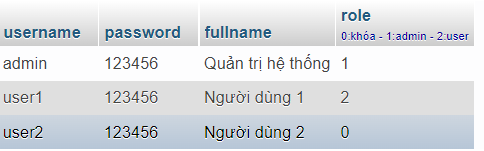 username password fullname role
0:khóa - 1:admin - 2:user
admin 123456 Quản trị hệ thống 1
user1 123456 Người dùng 1 2
user2 123456 Người dùng 2 0